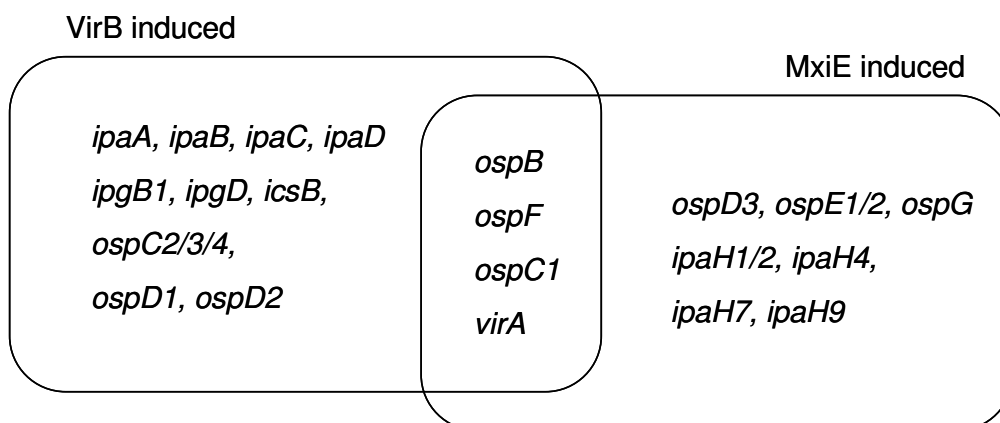 VirB induced
MxiE induced
ipaA, ipaB, ipaC, ipaD
ipgB1, ipgD, icsB,
ospC2/3/4,
ospD1, ospD2
ospB
ospF
ospC1
virA
ospD3, ospE1/2, ospG
ipaH1/2, ipaH4,
ipaH7, ipaH9